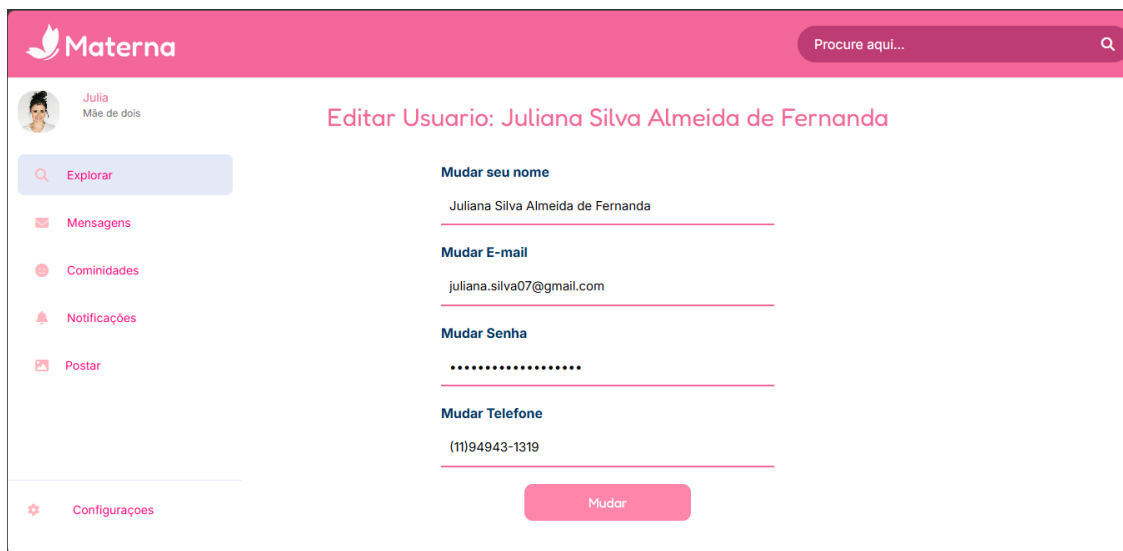 Materna
Procure aqui...
Julia
Mãe de dois
Explorar
Mensagens
Cominidades
Notificações
Postar
Configuraçoes
Editar Usuario: Juliana Silva Almeida de Fernanda
Mudar seu nome
Juliana Silva Almeida de Fernanda
Mudar E-mail
juliana.silva07@gmail.com
Mudar Senha
•••••••••••••••••••
Mudar Telefone
(11)94943-1319
Mudar